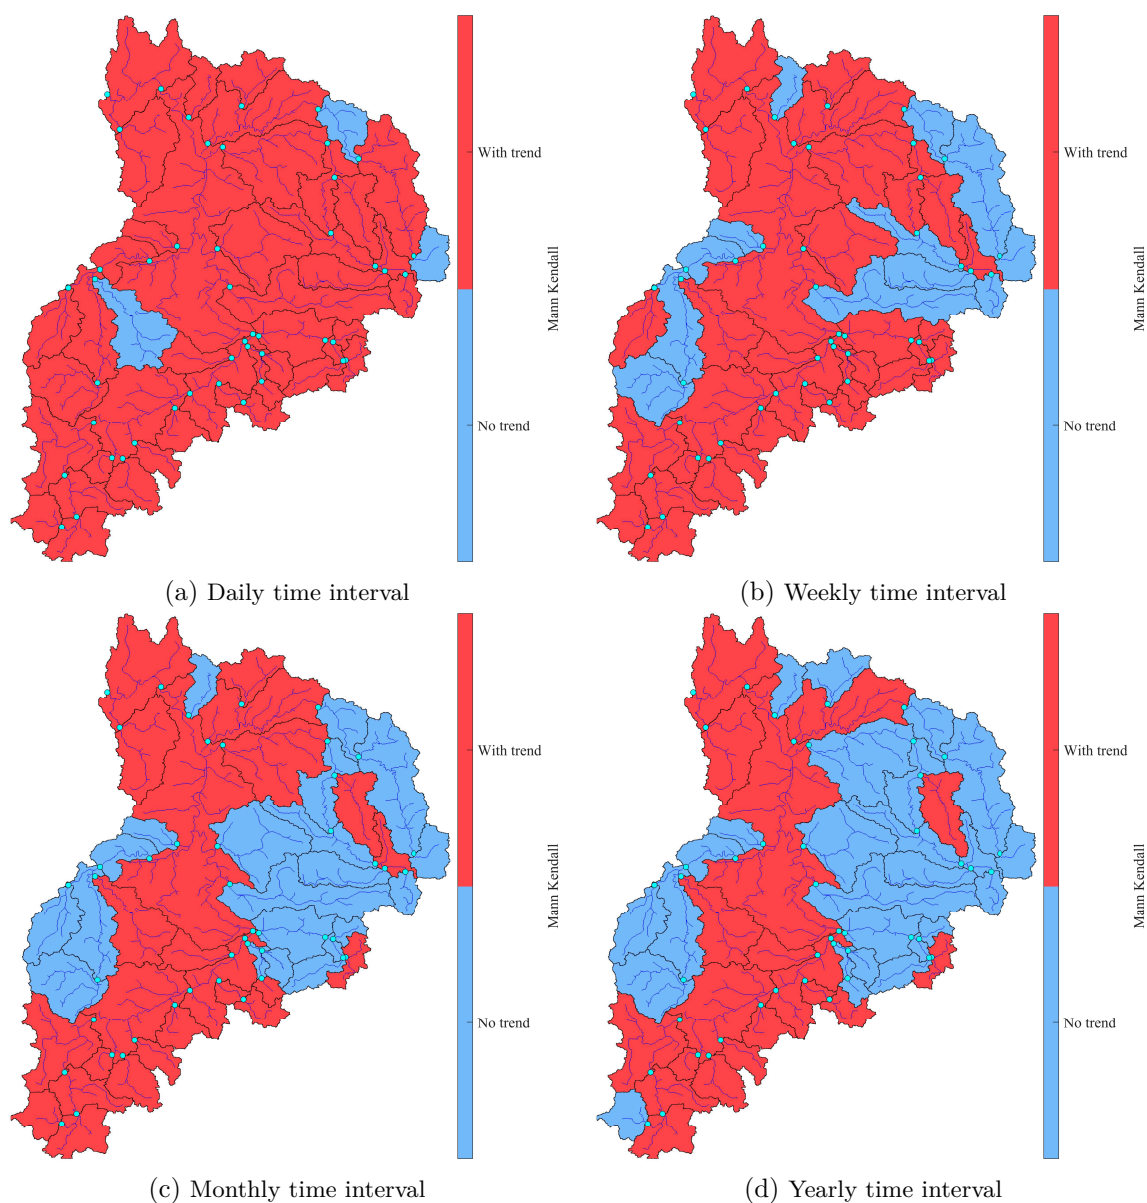 With trend
Mann Kendall
No trend
With trend
Mann Kendall
No trend
(a) Daily time interval
(b) Weekly time interval
With trend
Mann Kendall
No trend
With trend
Mann Kendall
No trend
(c) Monthly time interval
(d) Yearly time interval